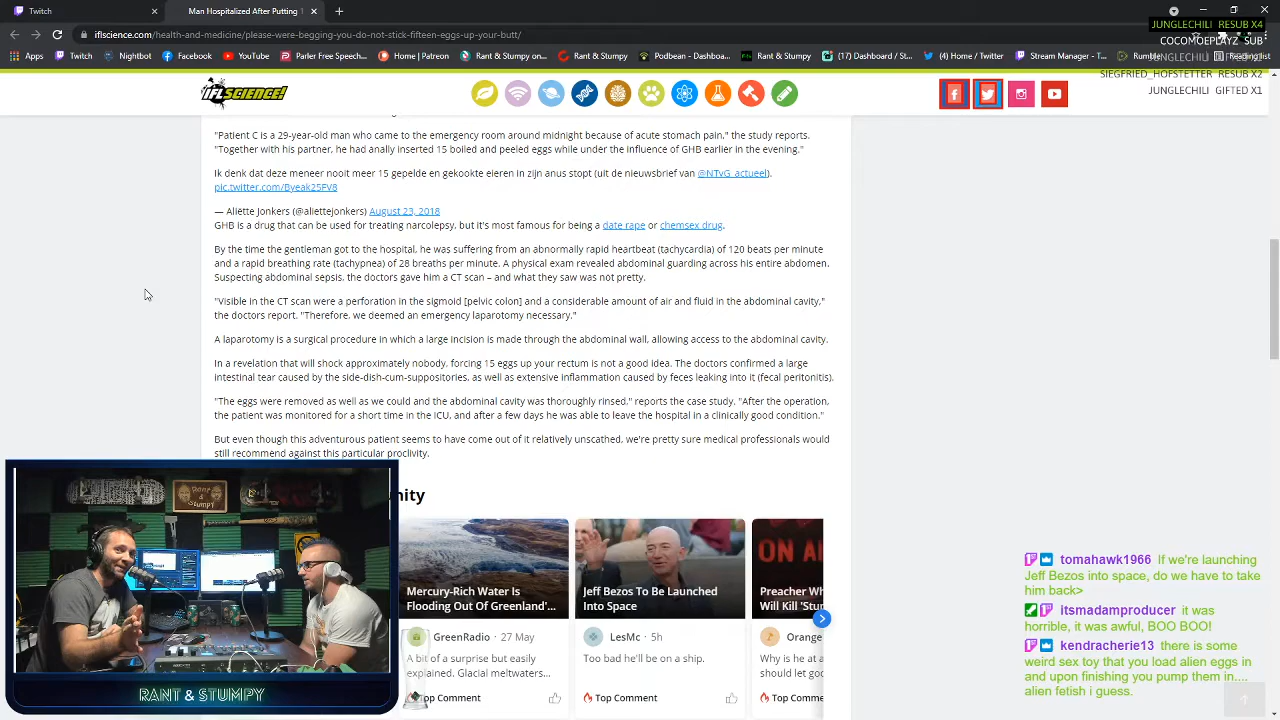 Twitch
Man Hospitalized After Putting 1
JUNGLECHILI RESUB X4
iflscience.com/health-and-medicine/please-were-begging-you-do-not-stick-fifteen-eggs-up-your-butt/
COCOMOEPLAYZ SUB
Apps Twitch Nightbot Facebook YouTube Parler Free Speech... Home | Patreon Rant & Stumpy Podbean - Dashboa... Rant & Stumpy (17) Dashboard / St... (4) Home / Twitter Stream Manager - T... Reading list
SIEGFRIED_HOFSTETTER RESUB X2
JUNGLECHILI GIFTED X1
IFLSCIENCE!
"Patient C is a 29-year-old man who came to the emergency room around midnight because of acute stomach pain," the study reports.
"Together with his partner, he had anally inserted 15 boiled and peeled eggs while under the influence of GHB earlier in the evening."
Ik denk dat deze meneer nooit meer 15 gepelde en gekookte eieren in zijn anus stopt (uit de nieuwsbrief van @NTvG_actueel).
pic.twitter.com/Byeak25FV8
— Aliëtte Jonkers (@aliettejonkers) August 23, 2018
GHB is a drug that can be used for treating narcolepsy, but it's most famous for being a date rape or chemsex drug.
By the time the gentleman got to the hospital, he was suffering from an abnormally rapid heartbeat (tachycardia) of 120 beats per minute
and a rapid breathing rate (tachypnea) of 28 breaths per minute. A physical exam revealed abdominal guarding across his entire abdomen.
Suspecting abdominal sepsis, the doctors gave him a CT scan – and what they saw was not pretty.
"Visible in the CT scan were a perforation in the sigmoid [pelvic colon] and a considerable amount of air and fluid in the abdominal cavity,"
the doctors report. "Therefore, we deemed an emergency laparotomy necessary."
A laparotomy is a surgical procedure in which a large incision is made through the abdominal wall, allowing access to the abdominal cavity.
In a revelation that will shock approximately nobody, forcing 15 eggs up your rectum is not a good idea. The doctors confirmed a large
intestinal tear caused by the side-dish-cum-suppositories, as well as extensive inflammation caused by feces leaking into it (fecal peritonitis).
"The eggs were removed as well as we could and the abdominal cavity was thoroughly rinsed," reports the case study. "After the operation,
the patient was monitored for a short time in the ICU, and after a few days he was able to leave the hospital in a clinically good condition."
But even though this adventurous patient seems to have come out of it relatively unscathed, we're pretty sure medical professionals would
still recommend against this particular proclivity.
nity
Mercury-Rich Water Is
Flooding Out Of Greenland'...
GreenRadio · 27 May
A bit of a surprise but easily
explained. Glacial meltwaters...
op Comment
Jeff Bezos To Be Launched
Into Space
LesMc · 5h
Too bad he'll be on a ship.
Top Comment
ON AI
Preacher Wh
Will Kill 'Stu
Orange
Why is he at a
should let goo
Top Comm
RANT & STUMPY
RANT & STUMPY
tomahawk1966 If we're launching
Jeff Bezos into space, do we have to take
him back>
itsmadamproducer it was
horrible, it was awful, BOO BOO!
kendracherie13 there is some
weird sex toy that you load alien eggs in
and upon finishing you pump them in....
alien fetish i guess.